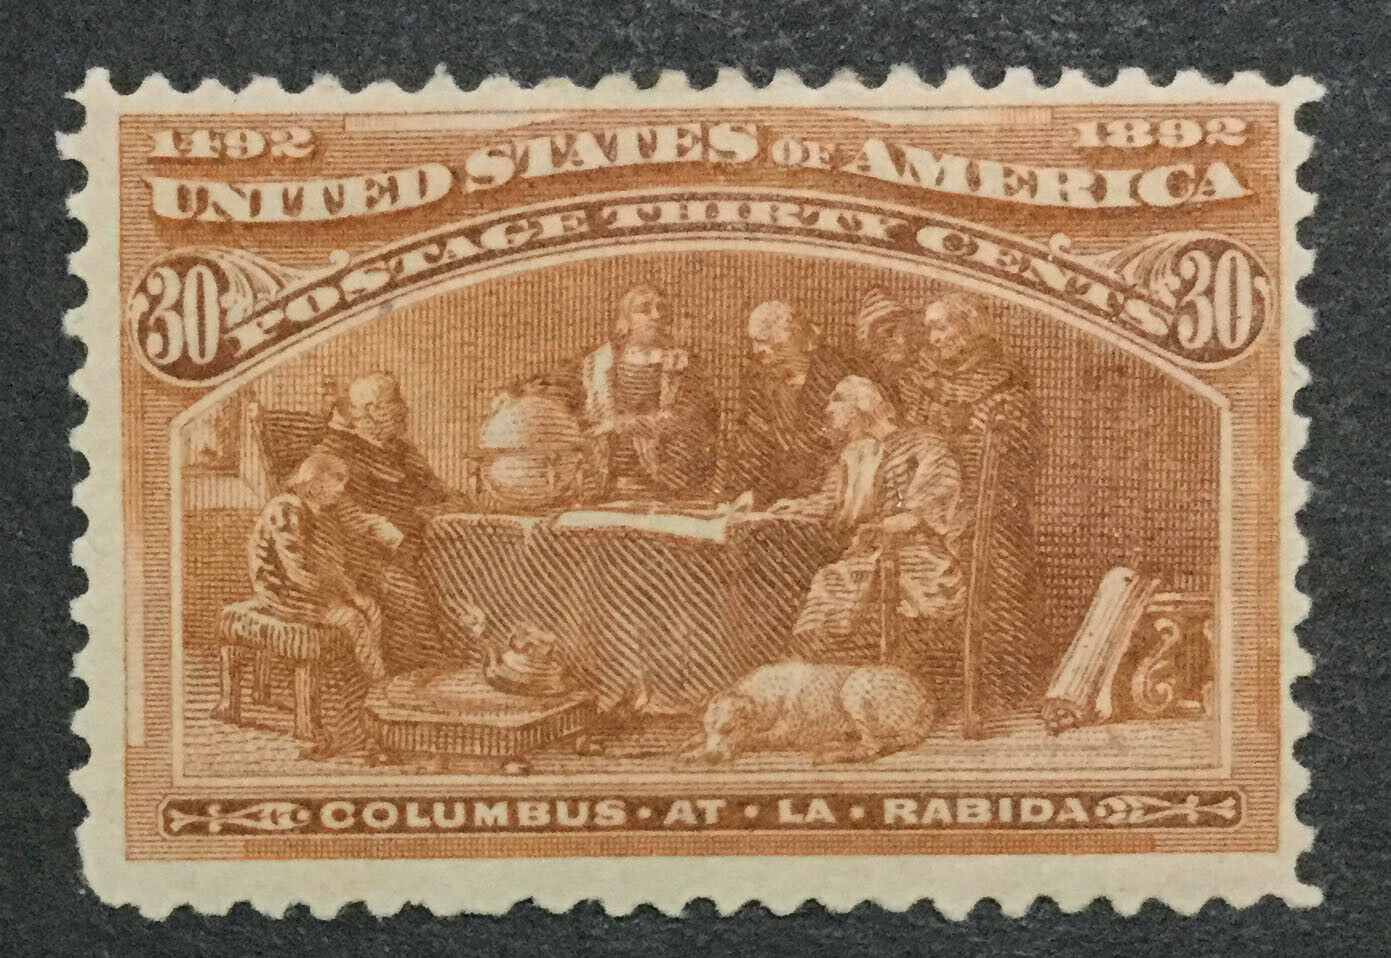 1492 1892
UNITED STATES OF AMERICA
POSTAGE THIRTY CENTS
30 30
COLUMBUS · AT · LA · RABIDA